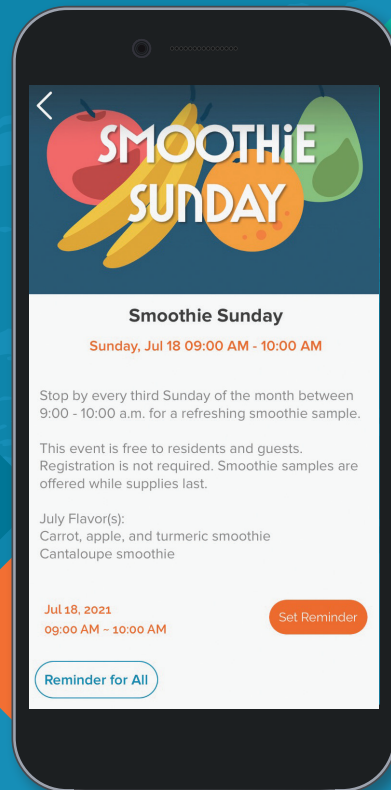 SMOOTHiE
SUNDAY
Smoothie Sunday
Sunday, Jul 18 09:00 AM - 10:00 AM
Stop by every third Sunday of the month between
9:00 - 10:00 a.m. for a refreshing smoothie sample.
This event is free to residents and guests.
Registration is not required. Smoothie samples are
offered while supplies last.
July Flavor(s):
Carrot, apple, and turmeric smoothie
Cantaloupe smoothie
Jul 18, 2021
09:00 AM – 10:00 AM
Set Reminder
Reminder for All